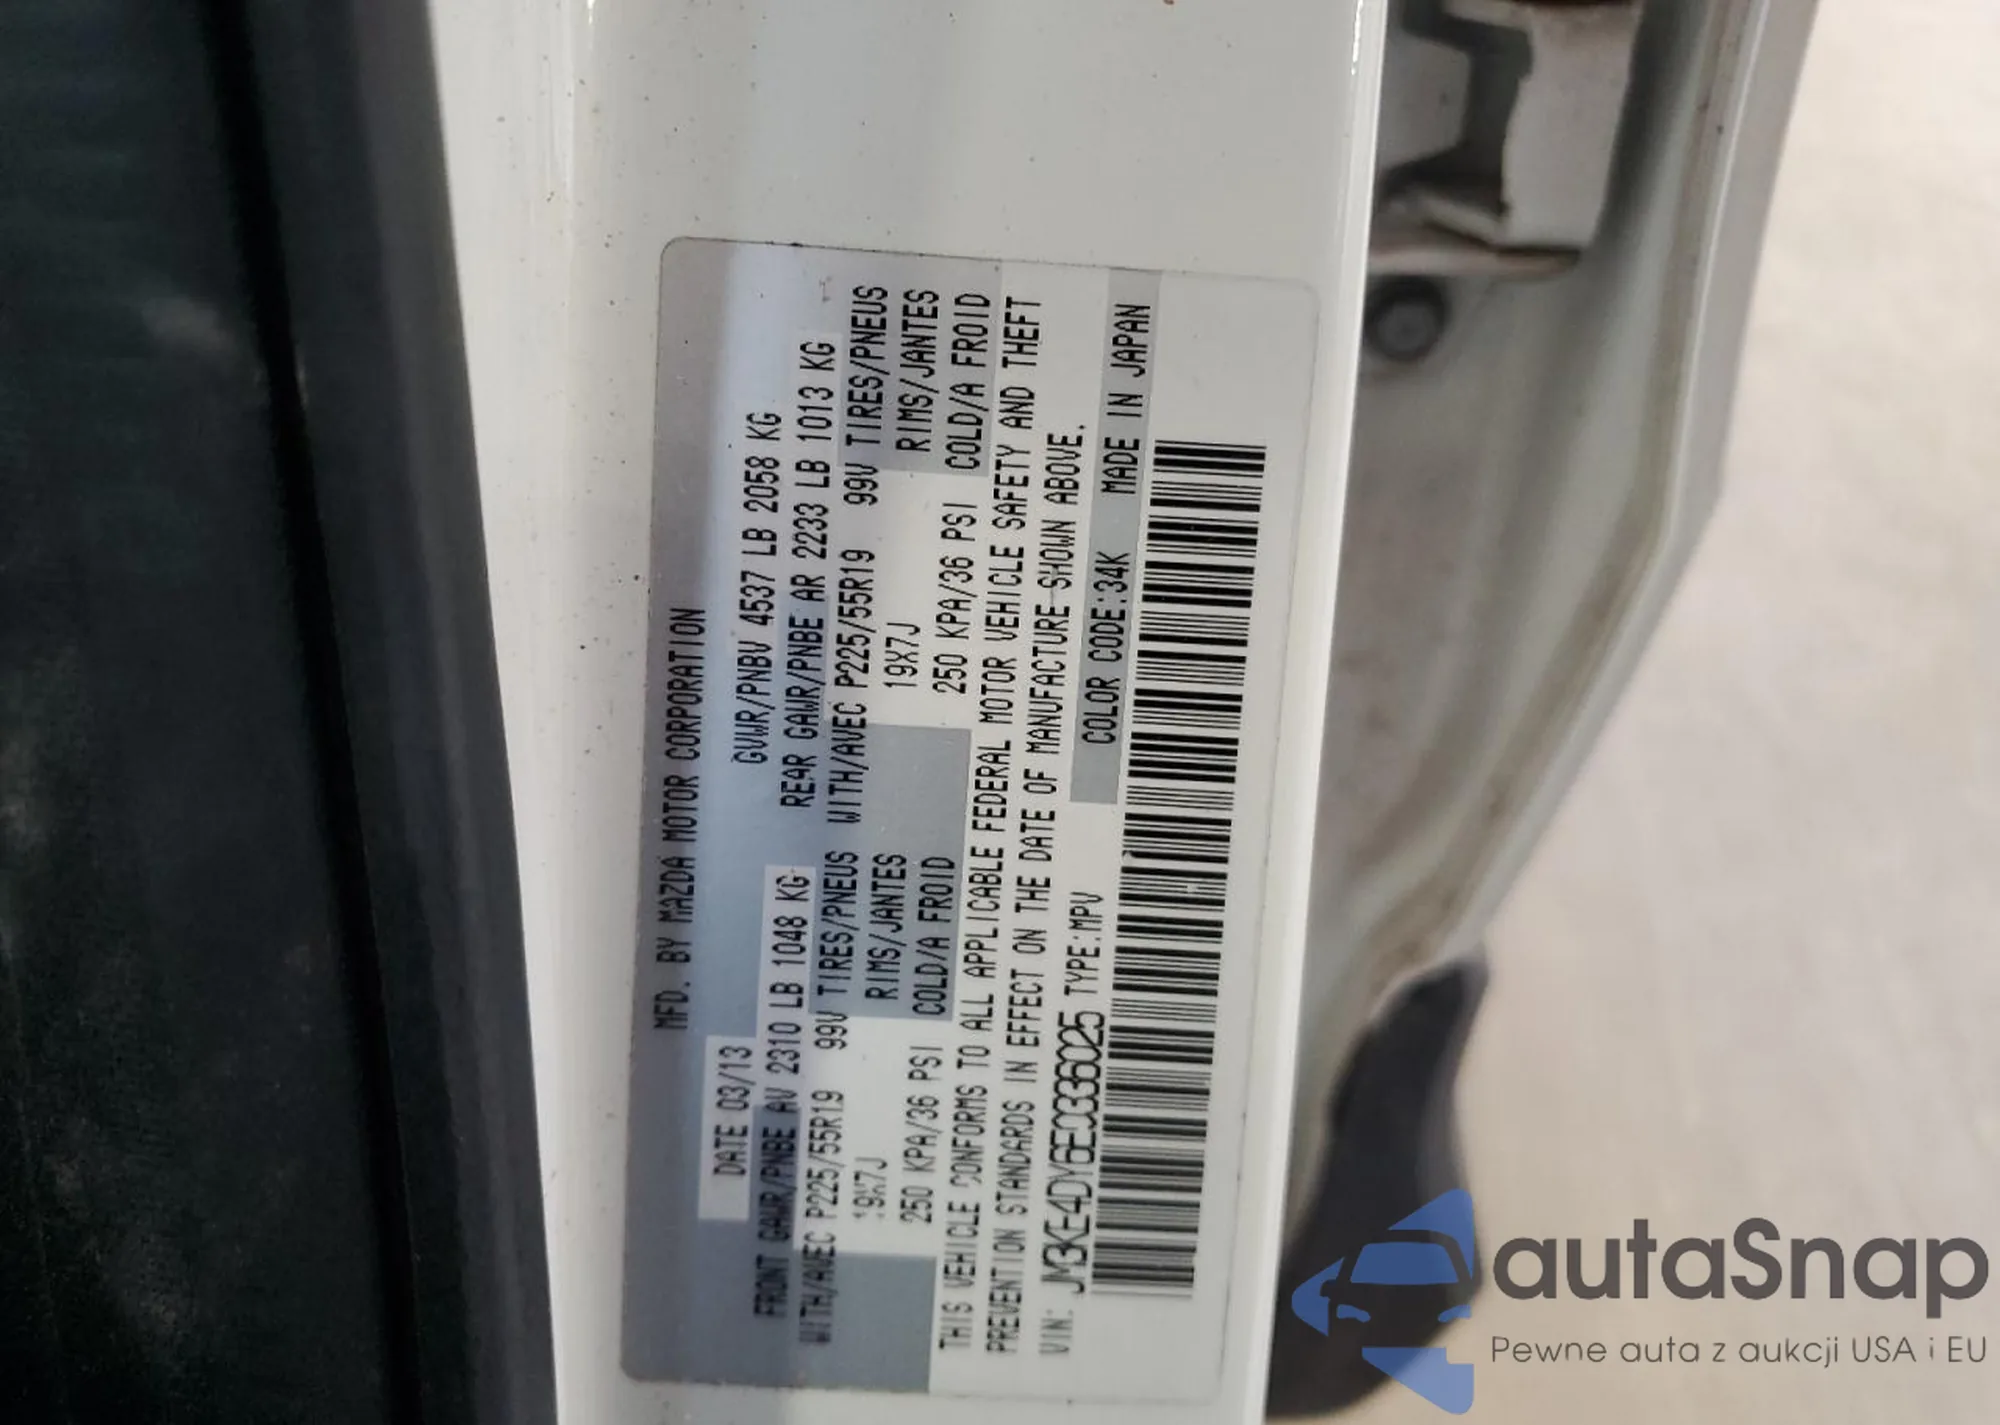 MFD. BY MAZDA MOTOR CORPORATION
DATE 03/13 GVWR/PNBV 4537 LB 2058 KG
FRONT GAWR/PNBE AV 2310 LB 1048 KG REAR GAWR/PNBE AR 2233 LB 1013 KG
WITH/AVEC P225/55R19 99V TIRES/PNEUS WITH/AVEC P225/55R19 99V TIRES/PNEUS
19X7J RIMS/JANTES 19X7J RIMS/JANTES
250 KPA/36 PSI COLD/A FROID 250 KPA/36 PSI COLD/A FROID
THIS VEHICLE CONFORMS TO ALL APPLICABLE FEDERAL MOTOR VEHICLE SAFETY AND THEFT
PREVENTION STANDARDS IN EFFECT ON THE DATE OF MANUFACTURE SHOWN ABOVE.
VIN: JM3KE4DY6E0336025 TYPE:MPV COLOR CODE:34K MADE IN JAPAN
autaSnap
Pewne auta z aukcji USA i EU